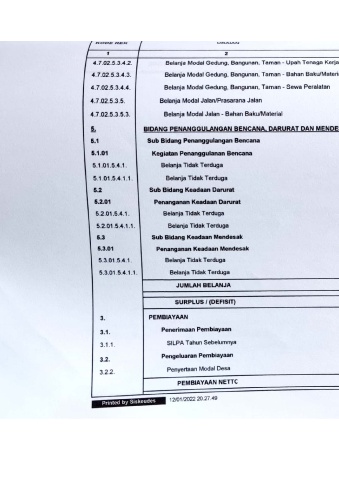 KODE REK URAIAN
1 2
4.7.02.5.3.4.2. Belanja Modal Gedung, Bangunan, Taman - Upah Tenaga Kerja
4.7.02.5.3.4.3. Belanja Modal Gedung, Bangunan, Taman - Bahan Baku/Materi
4.7.02.5.3.4.4. Belanja Modal Gedung, Bangunan, Taman - Sewa Peralatan
4.7.02.5.3.5. Belanja Modal Jalan/Prasarana Jalan
4.7.02.5.3.5.3. Belanja Modal Jalan - Bahan Baku/Material
5. BIDANG PENANGGULANGAN BENCANA, DARURAT DAN MENDE
5.1 Sub Bidang Penanggulangan Bencana
5.1.01 Kegiatan Penanggulanan Bencana
5.1.01.5.4.1. Belanja Tidak Terduga
5.1.01.5.4.1.1. Belanja Tidak Terduga
5.2 Sub Bidang Keadaan Darurat
5.2.01 Penanganan Keadaan Darurat
5.2.01.5.4.1. Belanja Tidak Terduga
5.2.01.5.4.1.1. Belanja Tidak Terduga
5.3 Sub Bidang Keadaan Mendesak
5.3.01 Penanganan Keadaan Mendesak
5.3.01.5.4.1. Belanja Tidak Terduga
5.3.01.5.4.1.1. Belanja Tidak Terduga
JUMLAH BELANJA
SURPLUS / (DEFISIT)
3. PEMBIAYAAN
3.1. Penerimaan Pembiayaan
3.1.1. SILPA Tahun Sebelumnya
3.2. Pengeluaran Pembiayaan
3.2.2. Penyertaan Modal Desa
PEMBIAYAAN NETTO
Printed by Siskeudes 12/01/2022 20.27.49